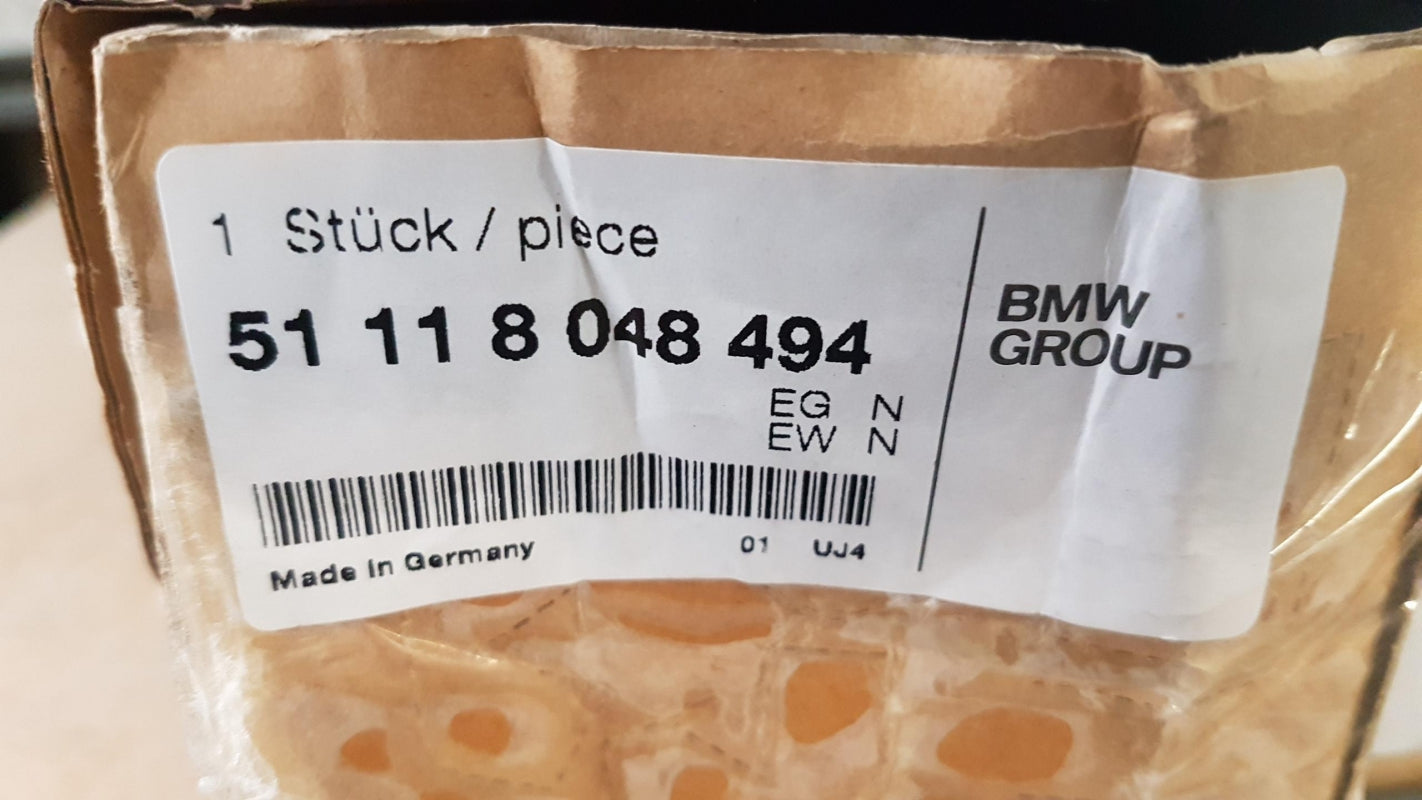 1 Stück / piece
51 11 8 048 494
EG N
EW N
Made in Germany 01 UJ4
BMW
GROUP